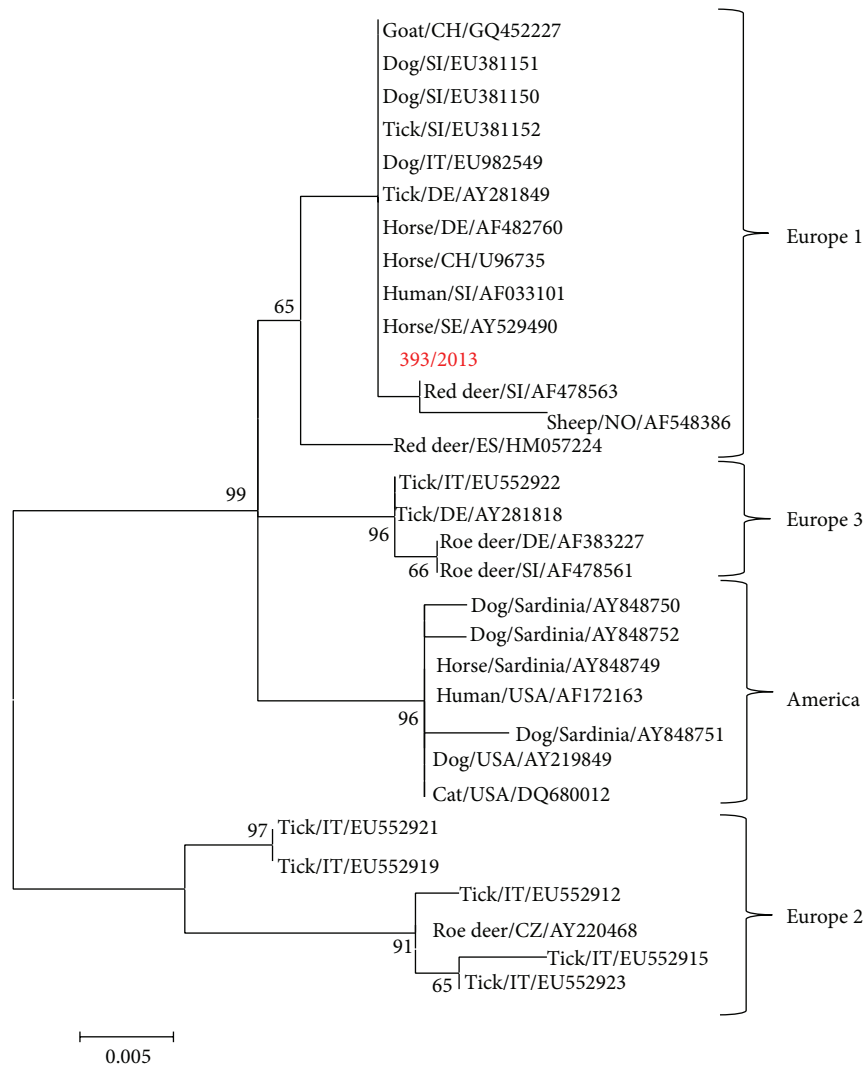 Goat/CH/GQ452227
Dog/SI/EU381151
Dog/SI/EU381150
Tick/SI/EU381152
Dog/IT/EU982549
Tick/DE/AY281849
Horse/DE/AF482760
Horse/CH/U96735
Human/SI/AF033101
Horse/SE/AY529490
393/2013
Red deer/SI/AF478563
Sheep/NO/AF548386
Red deer/ES/HM057224
65
Europe 1
99
Tick/IT/EU552922
Tick/DE/AY281818
Roe deer/DE/AF383227
Roe deer/SI/AF478561
96
66
Europe 3
Dog/Sardinia/AY848750
Dog/Sardinia/AY848752
Horse/Sardinia/AY848749
Human/USA/AF172163
Dog/Sardinia/AY848751
Dog/USA/AY219849
Cat/USA/DQ680012
96
America
97
Tick/IT/EU552921
Tick/IT/EU552919
Tick/IT/EU552912
Roe deer/CZ/AY220468
Tick/IT/EU552915
Tick/IT/EU552923
91
65
Europe 2
0.005